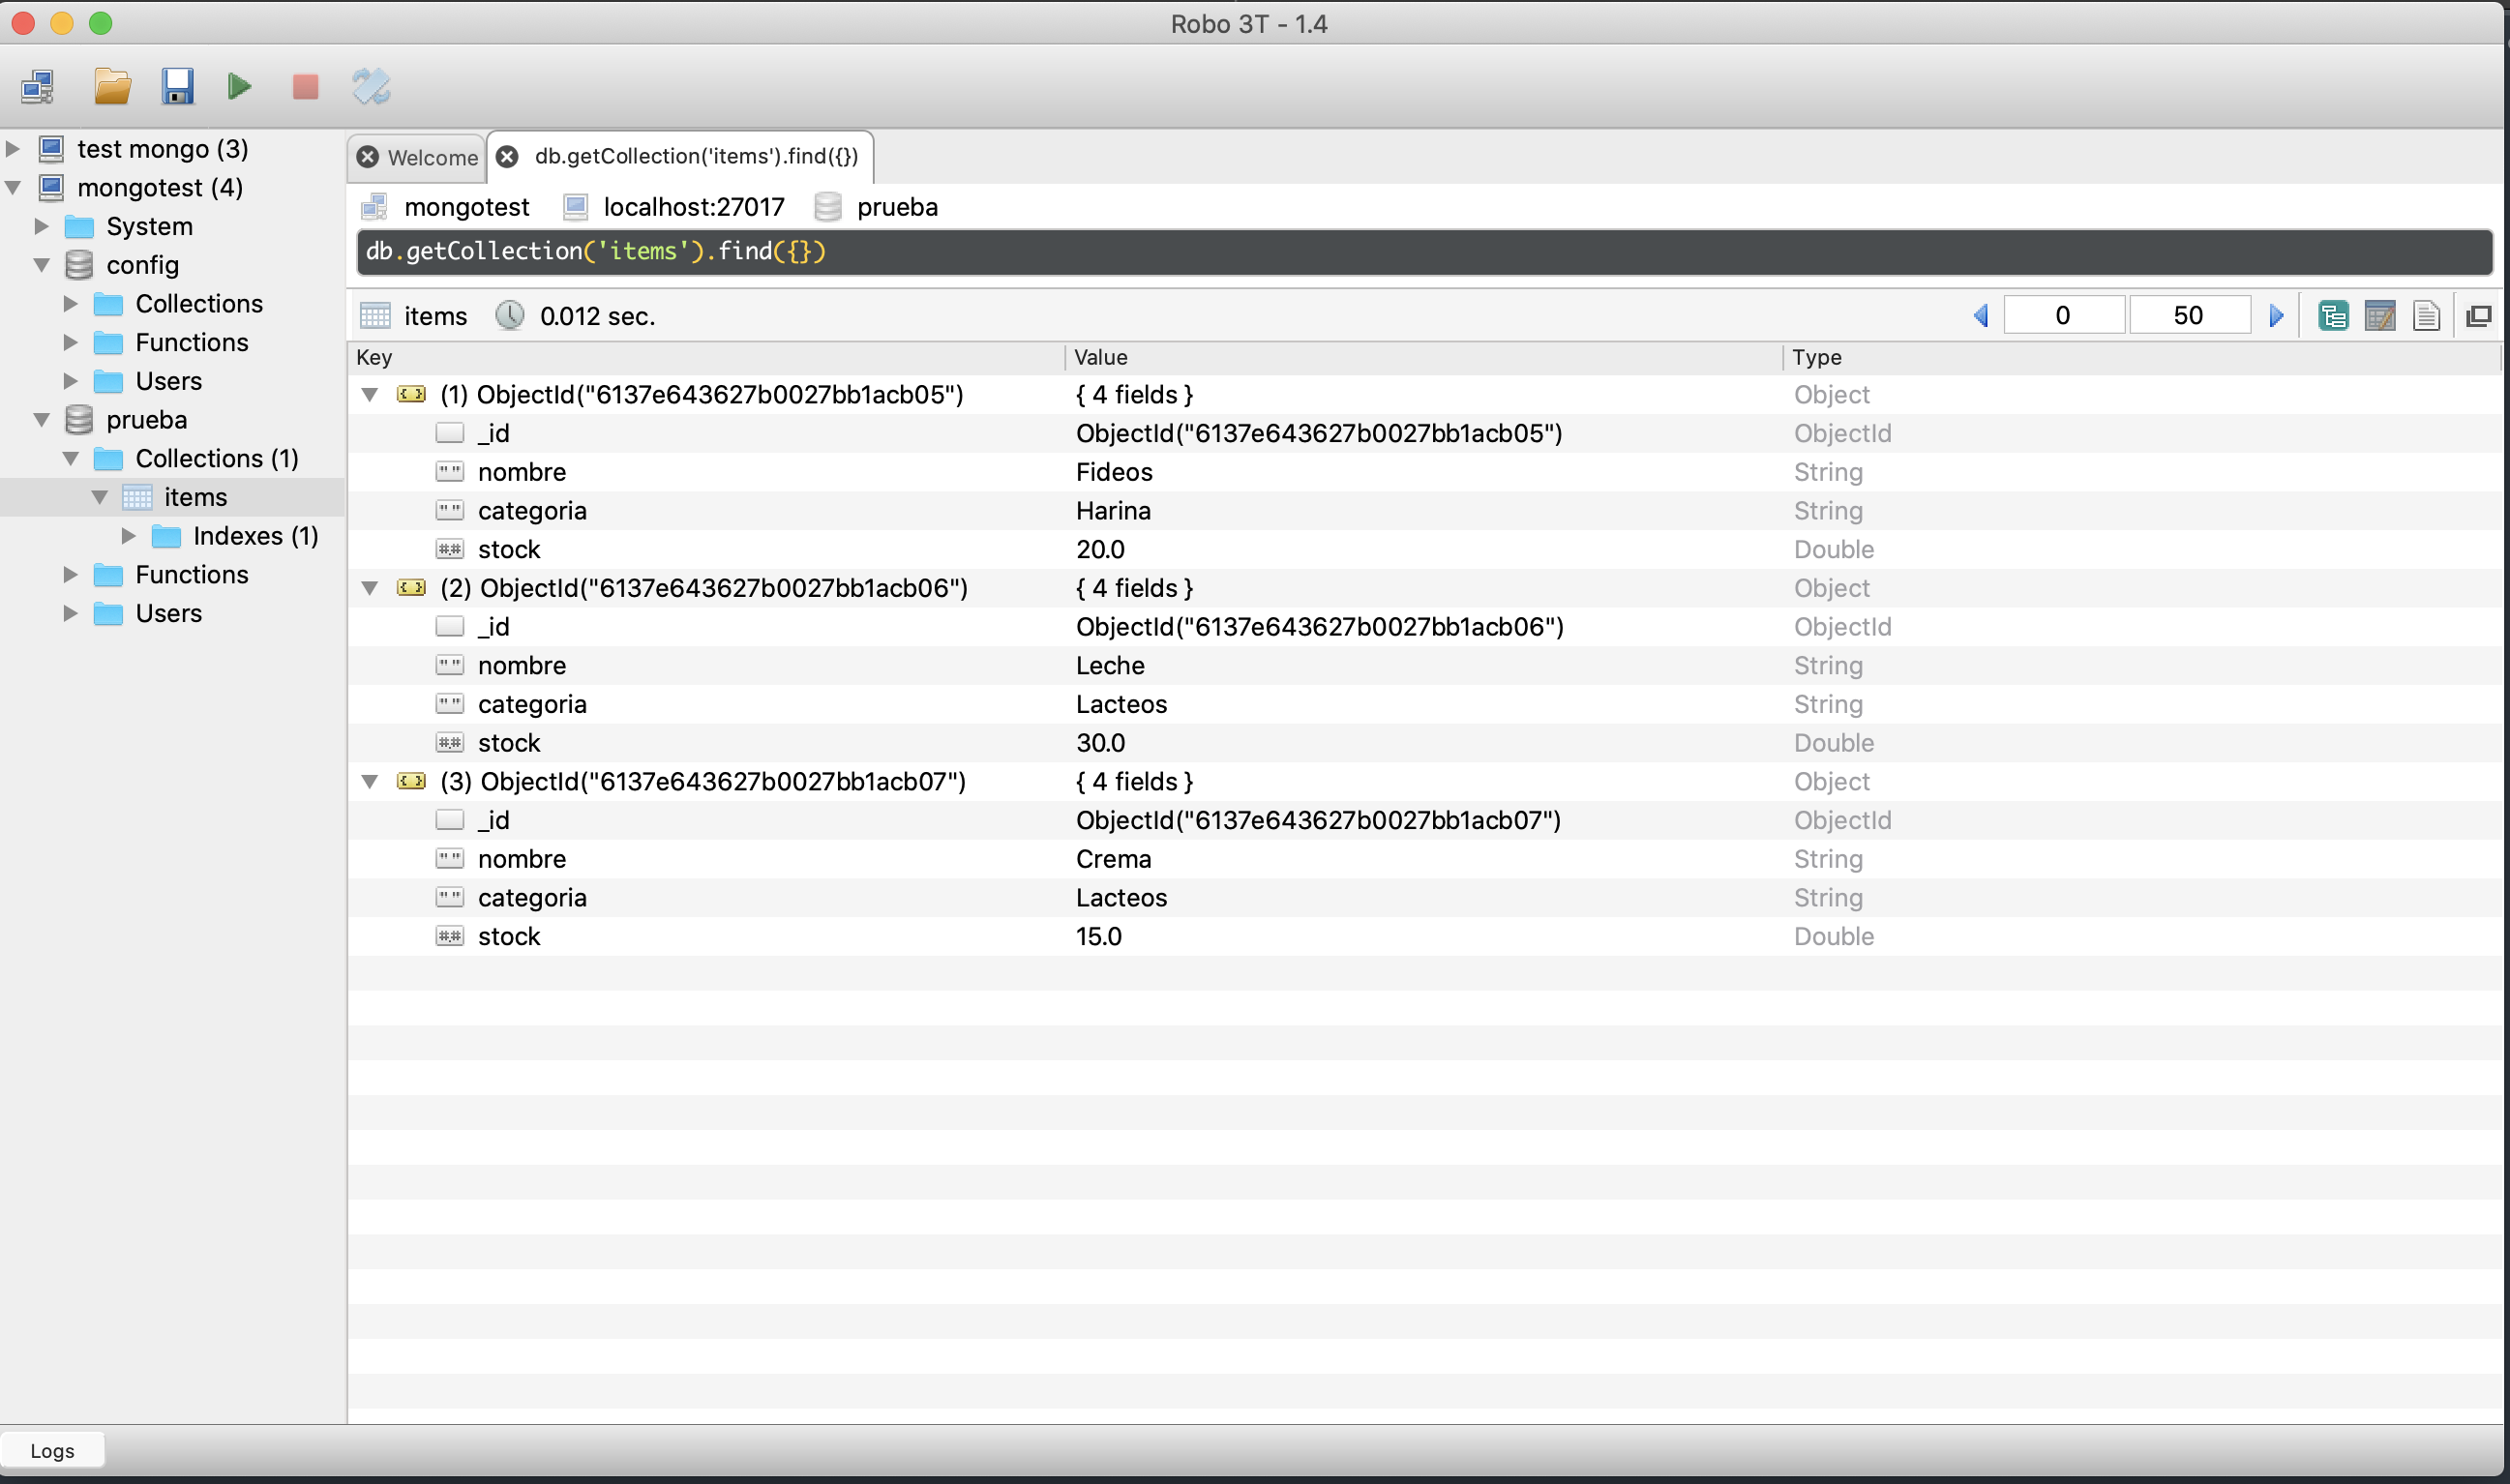 Robo 3T - 1.4
test mongo (3)
mongotest (4)
System
config
Collections
Functions
Users
prueba
Collections (1)
items
Indexes (1)
Functions
Users
Welcome
db.getCollection('items').find({})
mongotest localhost:27017 prueba
db.getCollection('items').find({})
items 0.012 sec. 0 50
Key Value Type
(1) ObjectId("6137e643627b0027bb1acb05") { 4 fields } Object
_id ObjectId("6137e643627b0027bb1acb05") ObjectId
nombre Fideos String
categoria Harina String
stock 20.0 Double
(2) ObjectId("6137e643627b0027bb1acb06") { 4 fields } Object
_id ObjectId("6137e643627b0027bb1acb06") ObjectId
nombre Leche String
categoria Lacteos String
stock 30.0 Double
(3) ObjectId("6137e643627b0027bb1acb07") { 4 fields } Object
_id ObjectId("6137e643627b0027bb1acb07") ObjectId
nombre Crema String
categoria Lacteos String
stock 15.0 Double
Logs